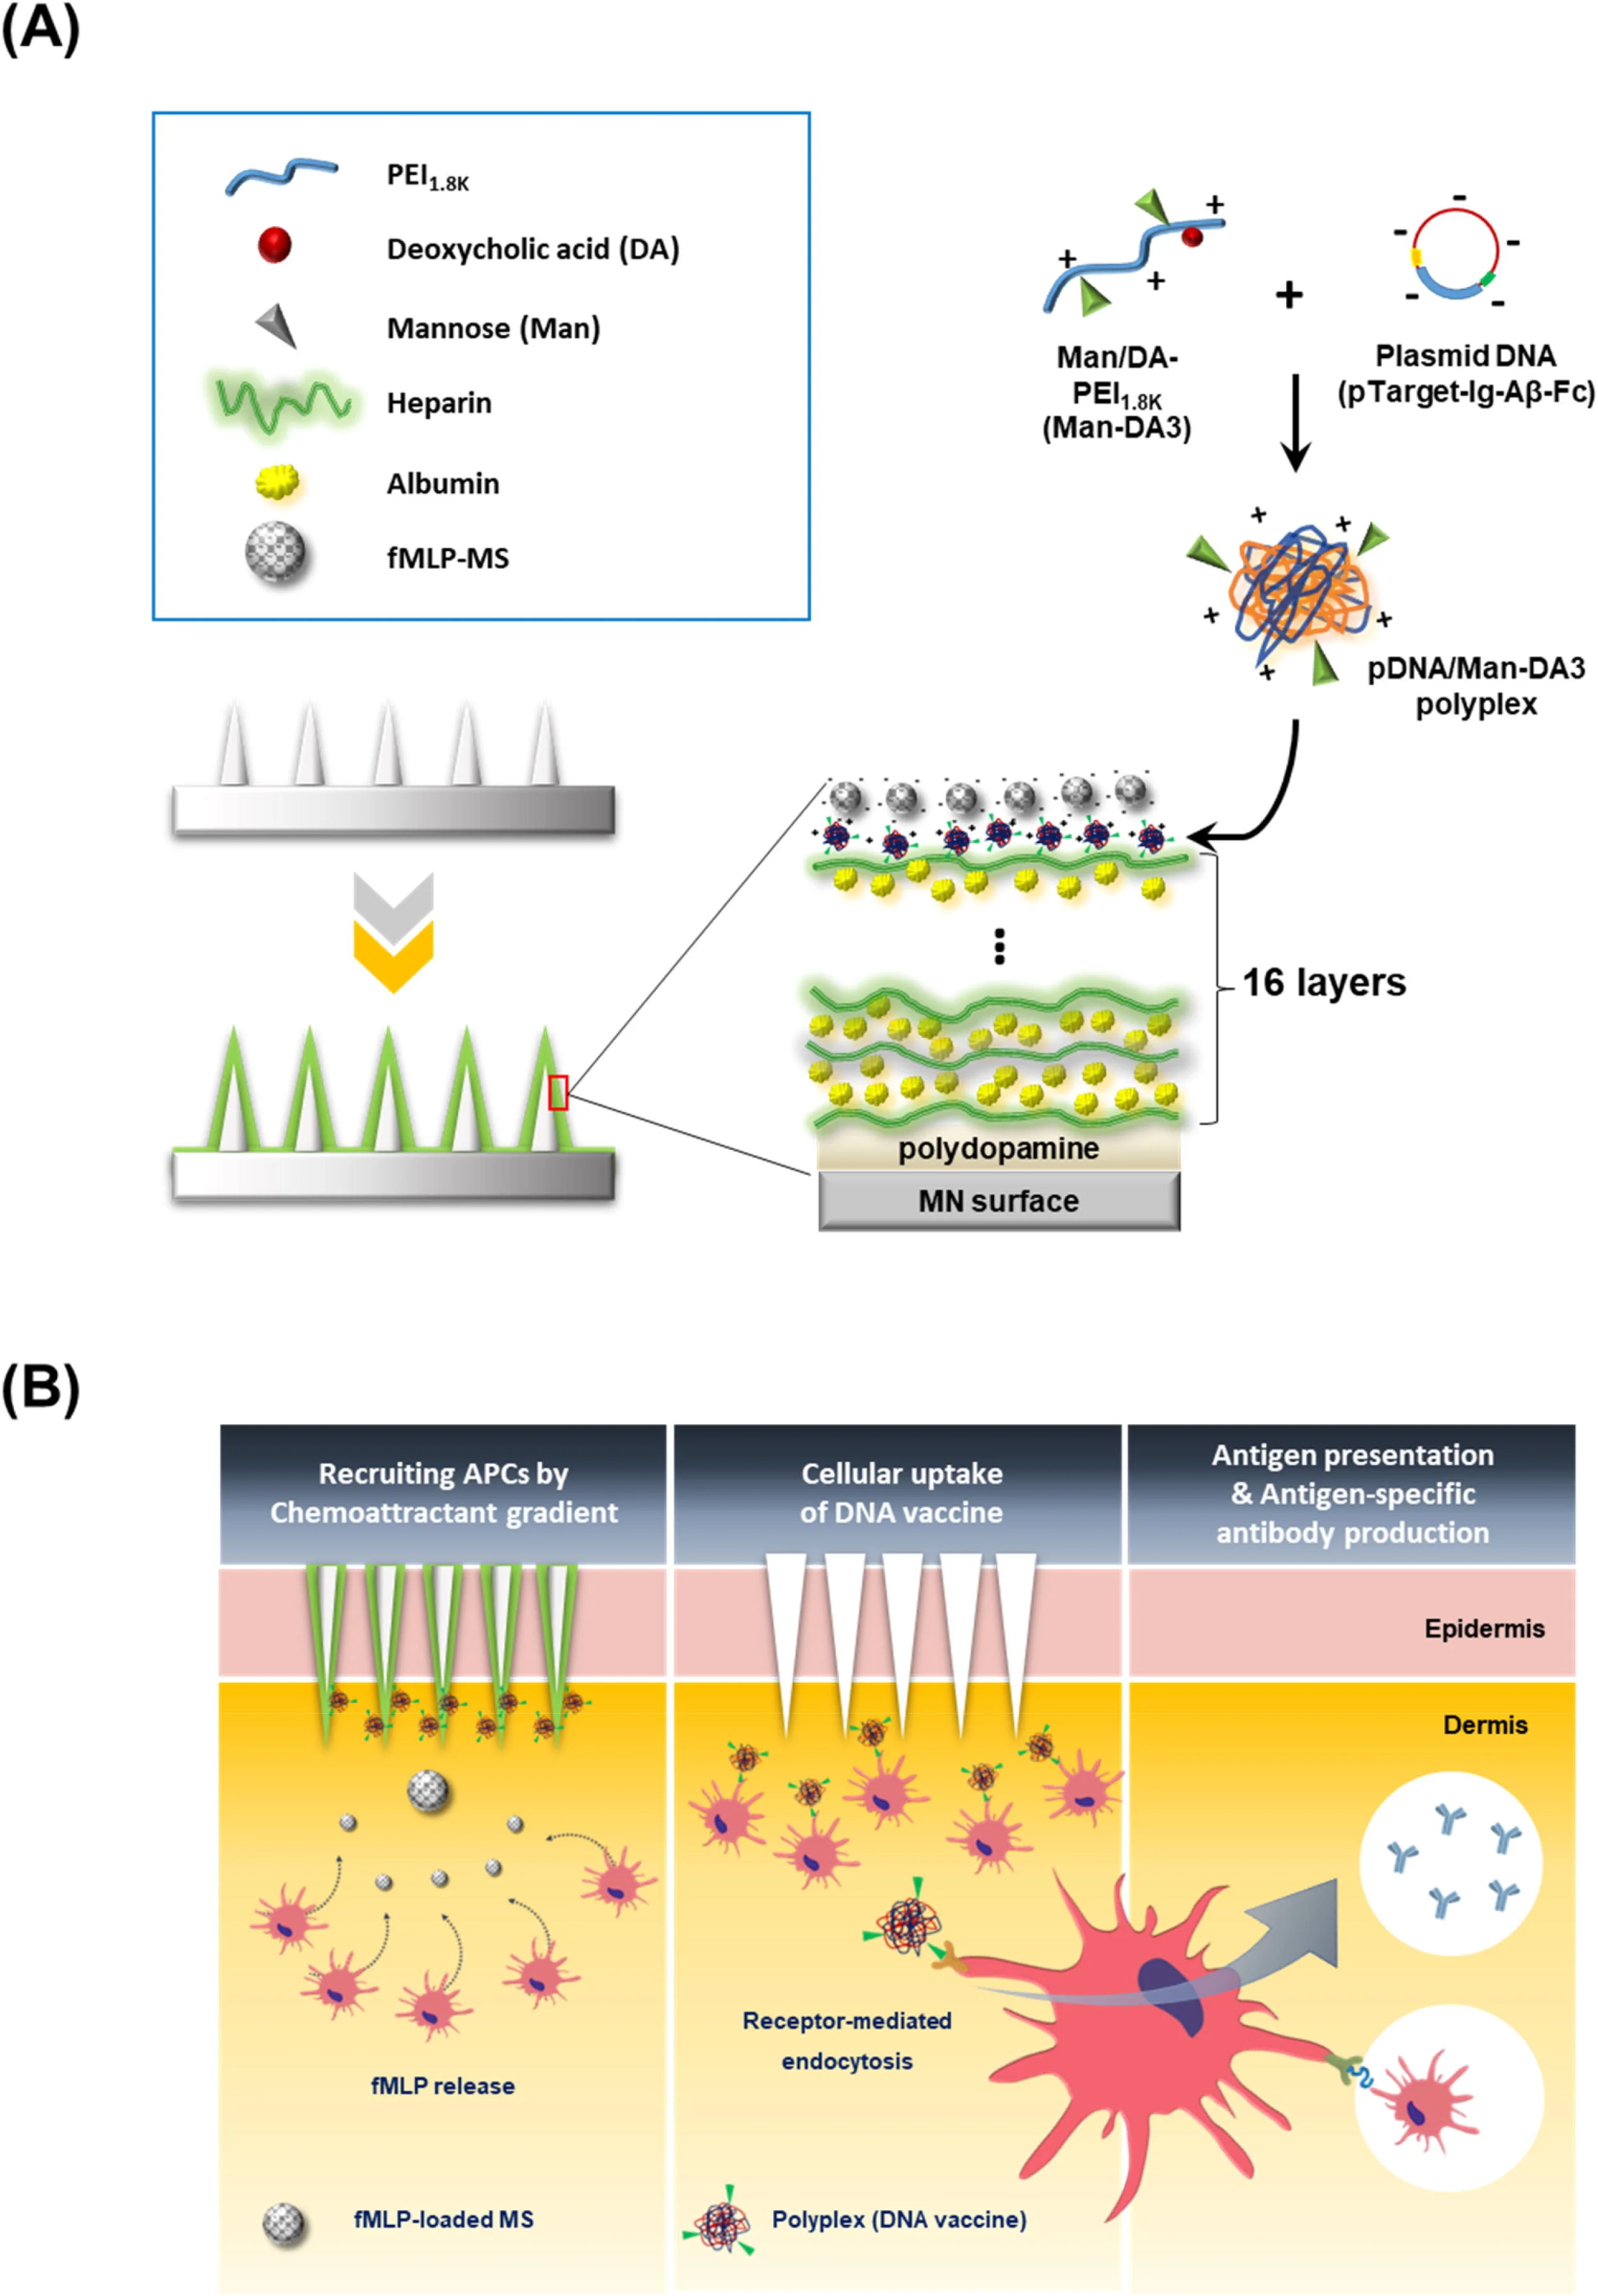 (A)
PEI1.8K
Deoxycholic acid (DA)
Mannose (Man)
Heparin
Albumin
fMLP-MS
+
+
+
+
-
-
-
-
-
Man/DA-
PEI1.8K
(Man-DA3)
Plasmid DNA
(pTarget-Ig-Aβ-Fc)
+
+
+
+
+
pDNA/Man-DA3
polyplex
16 layers
polydopamine
MN surface
(B)
Recruiting APCs by
Chemoattractant gradient
Cellular uptake
of DNA vaccine
Antigen presentation
& Antigen-specific
antibody production
Epidermis
Dermis
Receptor-mediated
endocytosis
fMLP release
fMLP-loaded MS
Polyplex (DNA vaccine)